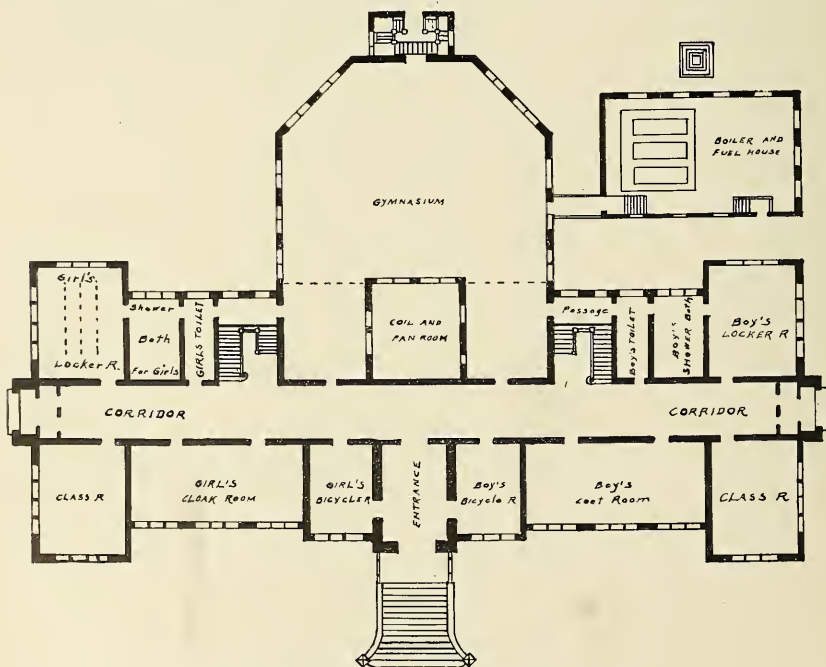 BOILER AND
FUEL HOUSE
GYMNASIUM
Girl's
Locker R.
Shower
Bath
For Girls
GIRLS TOILET
COIL AND
FAN ROOM
Passage
Boy's TOILET
BOY'S
SHOWER Bath
Boy's
LOCKER R
CORRIDOR
CORRIDOR
CLASS R
GIRL'S
CLOAK ROOM
GIRL'S
BICYCLER
ENTRANCE
Boy's
Bicycle R
Boy's
Coat Room
CLASS R